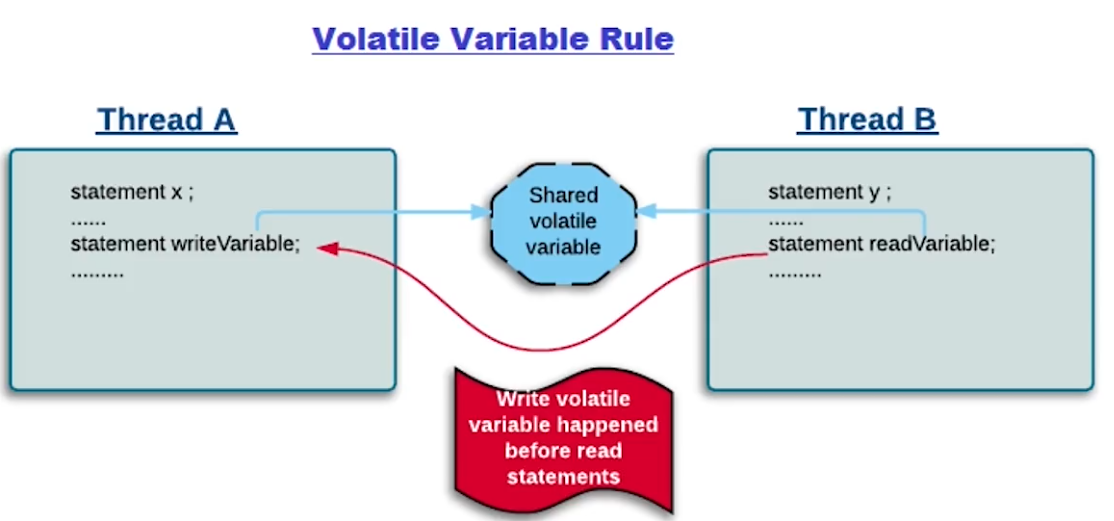 Volatile Variable Rule
Thread A
statement x ;
......
statement writeVariable;
.........
Shared
volatile
variable
Thread B
statement y ;
......
statement readVariable;
.........
Write volatile
variable happened
before read
statements